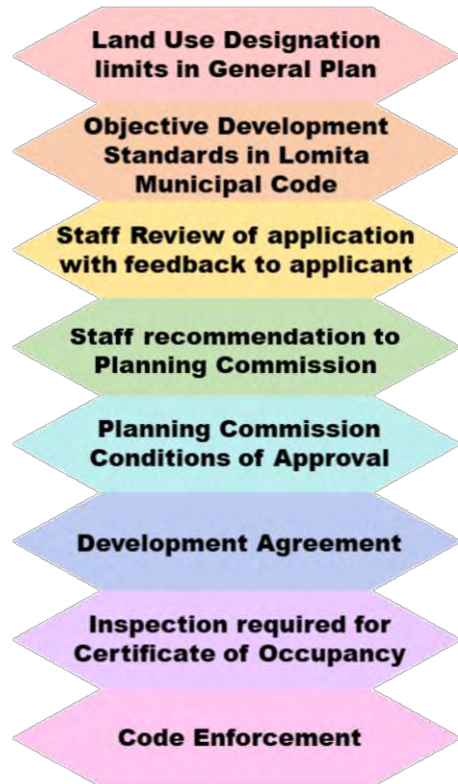 Land Use Designation
limits in General Plan
Objective Development
Standards in Lomita
Municipal Code
Staff Review of application
with feedback to applicant
Staff recommendation to
Planning Commission
Planning Commission
Conditions of Approval
Development Agreement
Inspection required for
Certificate of Occupancy
Code Enforcement